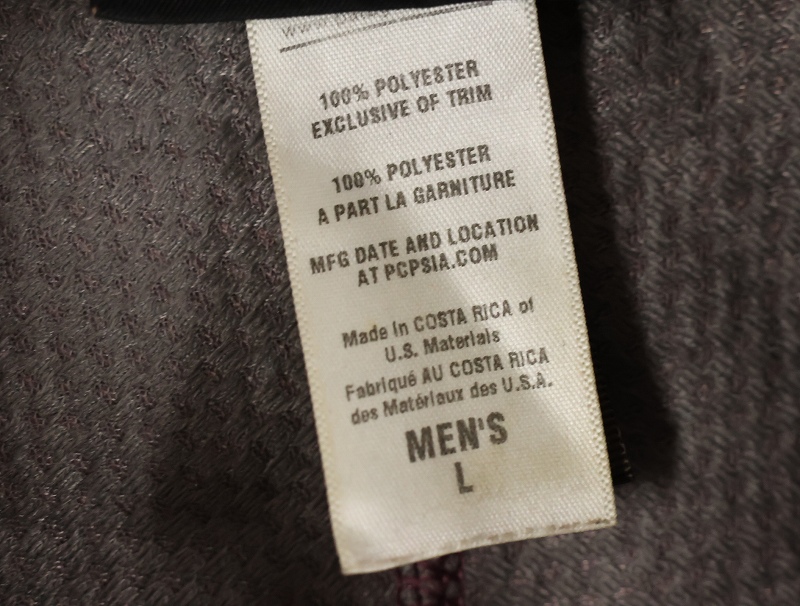 100% POLYESTER
EXCLUSIVE OF TRIM
100% POLYESTER
A PART LA GARNITURE
MFG DATE AND LOCATION
AT PCPSIA.COM
Made in COSTA RICA of
U.S. Materials
Fabriqué AU COSTA RICA
des Matériaux des U.S.A.
MEN'S
L